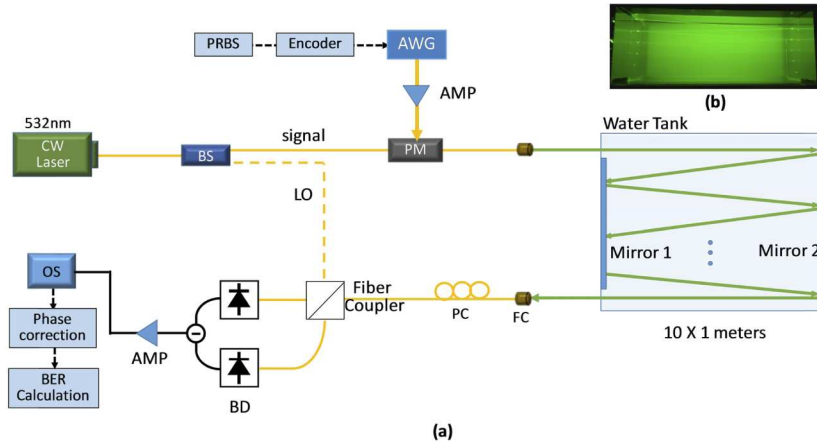 PRBS
Encoder
AWG
AMP
(b)
532nm
CW
Laser
BS
signal
PM
Water Tank
LO
Mirror 1
Mirror 2
OS
Fiber
Coupler
PC
FC
Phase
correction
AMP
10 X 1 meters
BER
Calculation
BD
(a)